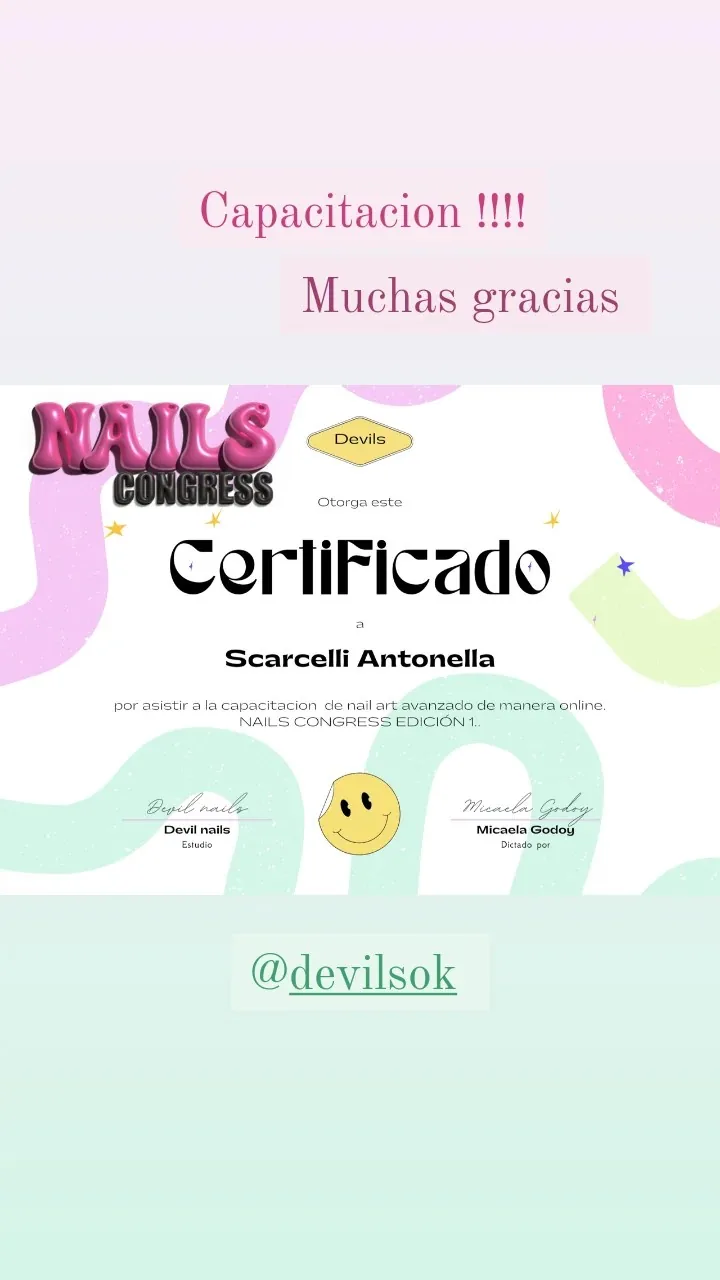 Capacitacion !!!!
Muchas gracias
NAILS
CONGRESS
Devils
Otorga este
Certificado
a
Scarcelli Antonella
por asistir a la capacitacion de nail art avanzado de manera online.
NAILS CONGRESS EDICIÓN 1..
Devil nails
Devil nails
Estudio
Micaela Godoy
Micaela Godoy
Dictado por
@devilsok